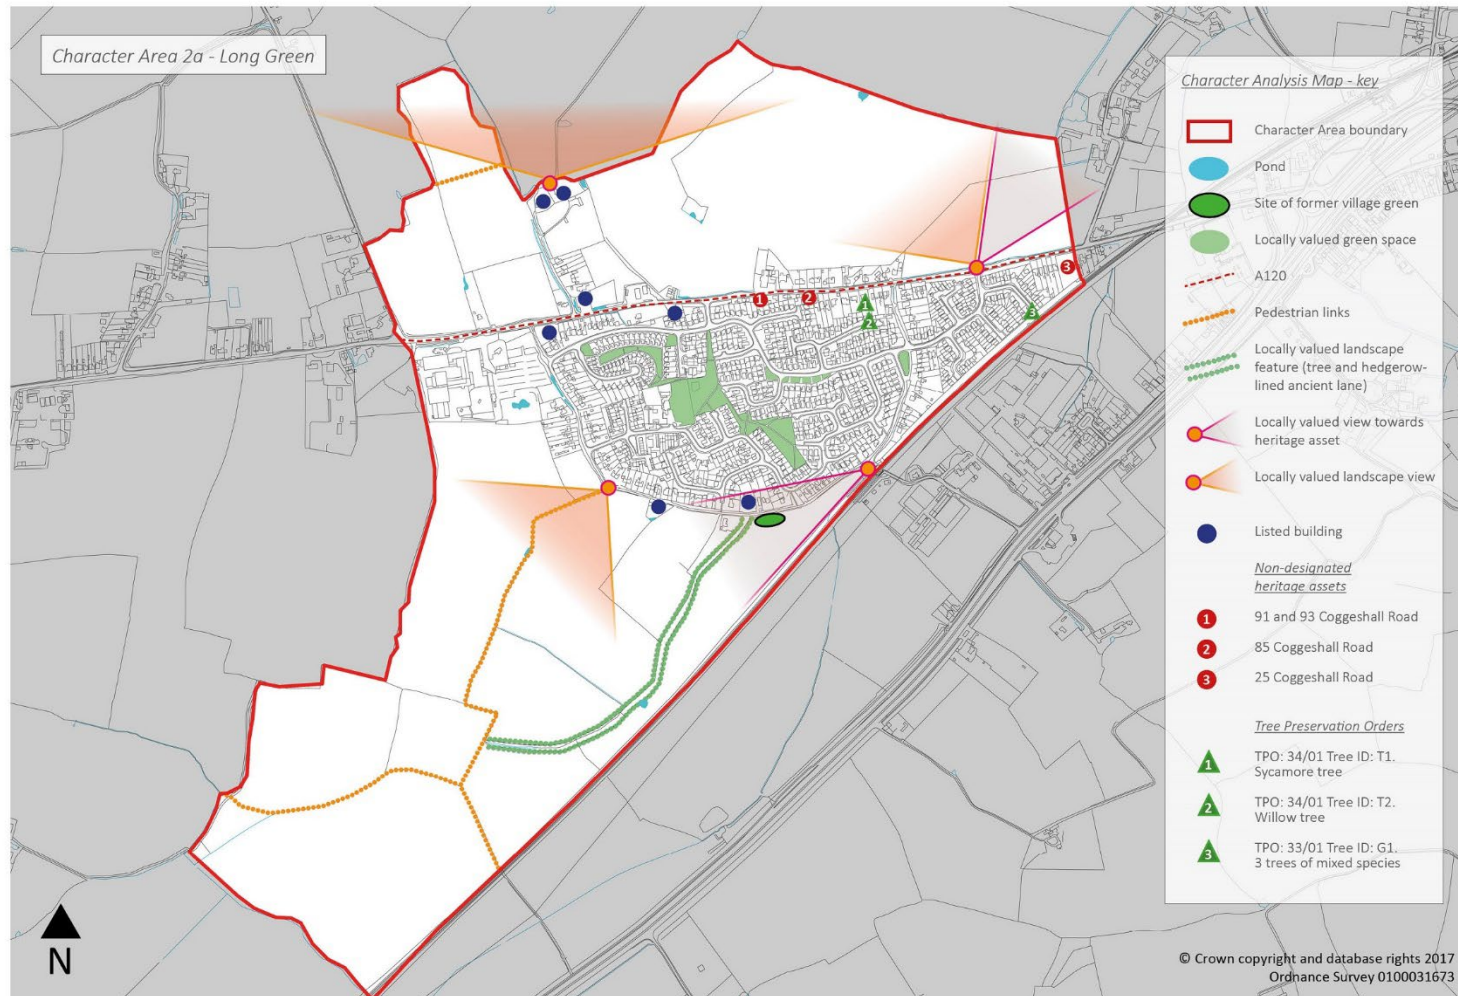 Character Area 2a - Long Green
Character Analysis Map - key
Character Area boundary
Pond
Site of former village green
Locally valued green space
A120
Pedestrian links
Locally valued landscape
feature (tree and hedgerow-
lined ancient lane)
Locally valued view towards
heritage asset
Locally valued landscape view
Listed building
Non-designated
heritage assets
1 91 and 93 Coggeshall Road
2 85 Coggeshall Road
3 25 Coggeshall Road
Tree Preservation Orders
1 TPO: 34/01 Tree ID: T1.
Sycamore tree
2 TPO: 34/01 Tree ID: T2.
Willow tree
3 TPO: 33/01 Tree ID: G1.
3 trees of mixed species
1
2
3
1
2
3
N
© Crown copyright and database rights 2017
Ordnance Survey 0100031673